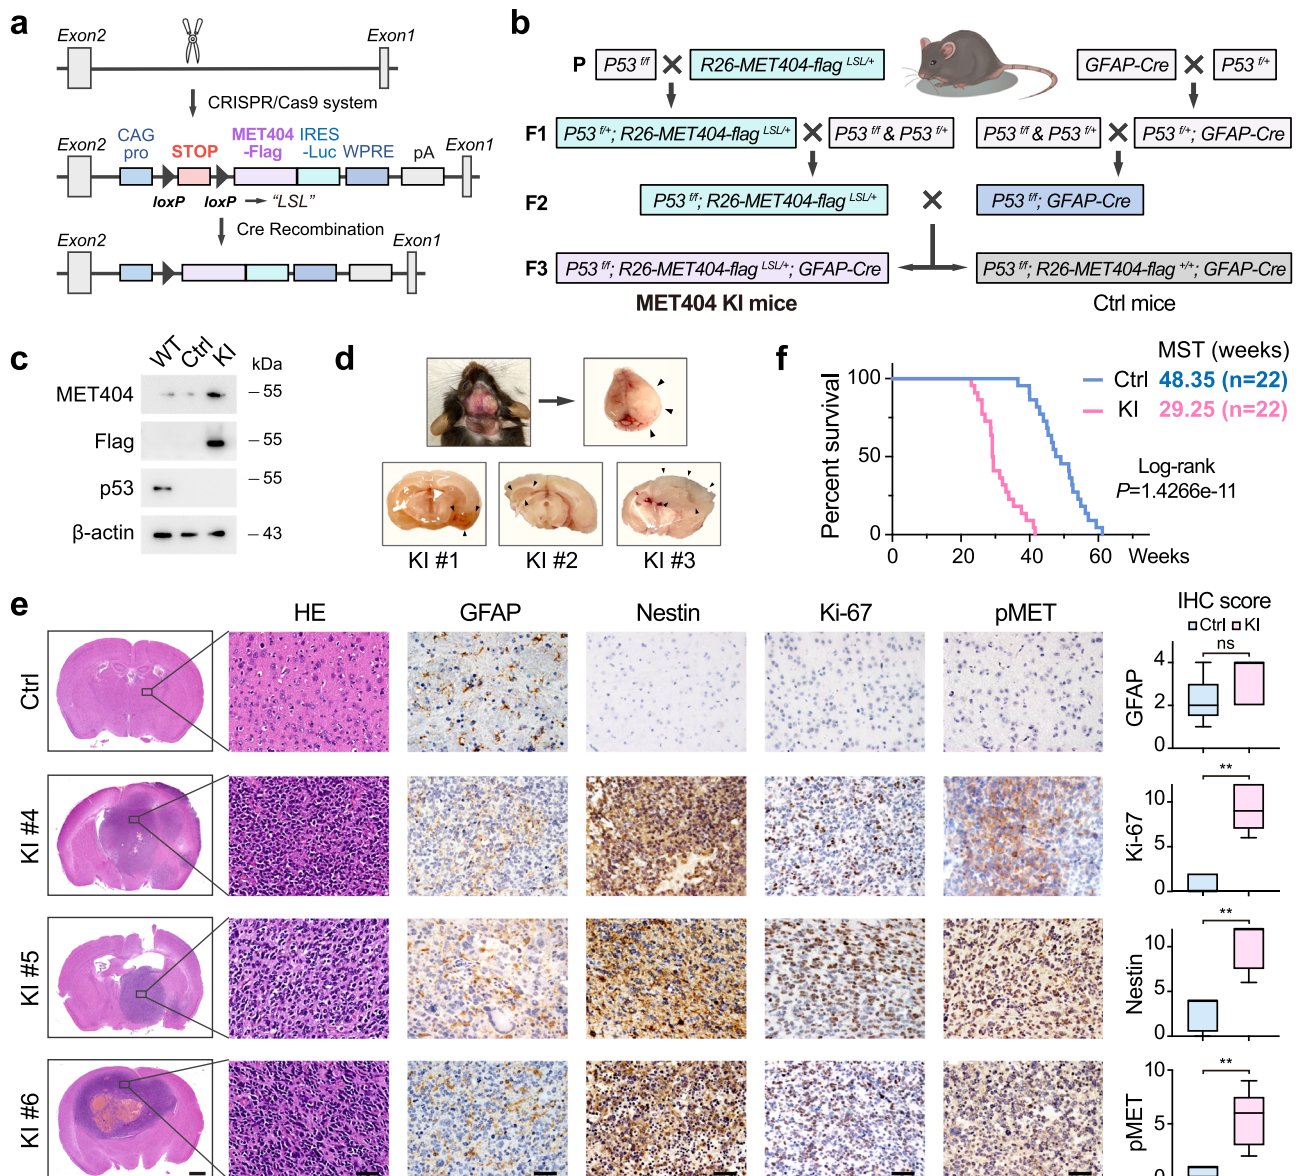 a
Exon2
Exon1
CRISPR/Cas9 system
CAG pro
STOP
MET404 -Flag
IRES -Luc
WPRE
pA
Exon1
Exon2
loxP
loxP
“LSL”
Cre Recombination
Exon2
Exon1
b
P
P53 f/f
R26-MET404-flag LSL/+
GFAP-Cre
P53 f/+
F1
P53 f/+; R26-MET404-flag LSL/+
P53 f/f & P53 f/+
P53 f/f & P53 f/+
P53 f/+; GFAP-Cre
F2
P53 f/f; R26-MET404-flag LSL/+
P53 f/f; GFAP-Cre
F3
P53 f/f; R26-MET404-flag LSL/+; GFAP-Cre
P53 f/f; R26-MET404-flag +/+; GFAP-Cre
MET404 KI mice
Ctrl mice
c
WT
Ctrl
KI
kDa
MET404
55
Flag
55
p53
55
β-actin
43
d
KI #1
KI #2
KI #3
f
MST (weeks)
Ctrl 48.35 (n=22)
KI 29.25 (n=22)
Log-rank
P=1.4266e-11
Percent survival
100
50
0
0
20
40
60
Weeks
e
HE
GFAP
Nestin
Ki-67
pMET
IHC score
Ctrl
KI
Ctrl
KI #4
KI #5
KI #6
ns
GFAP
4
2
0
**
Ki-67
10
5
0
**
Nestin
10
5
0
**
pMET
10
5
0